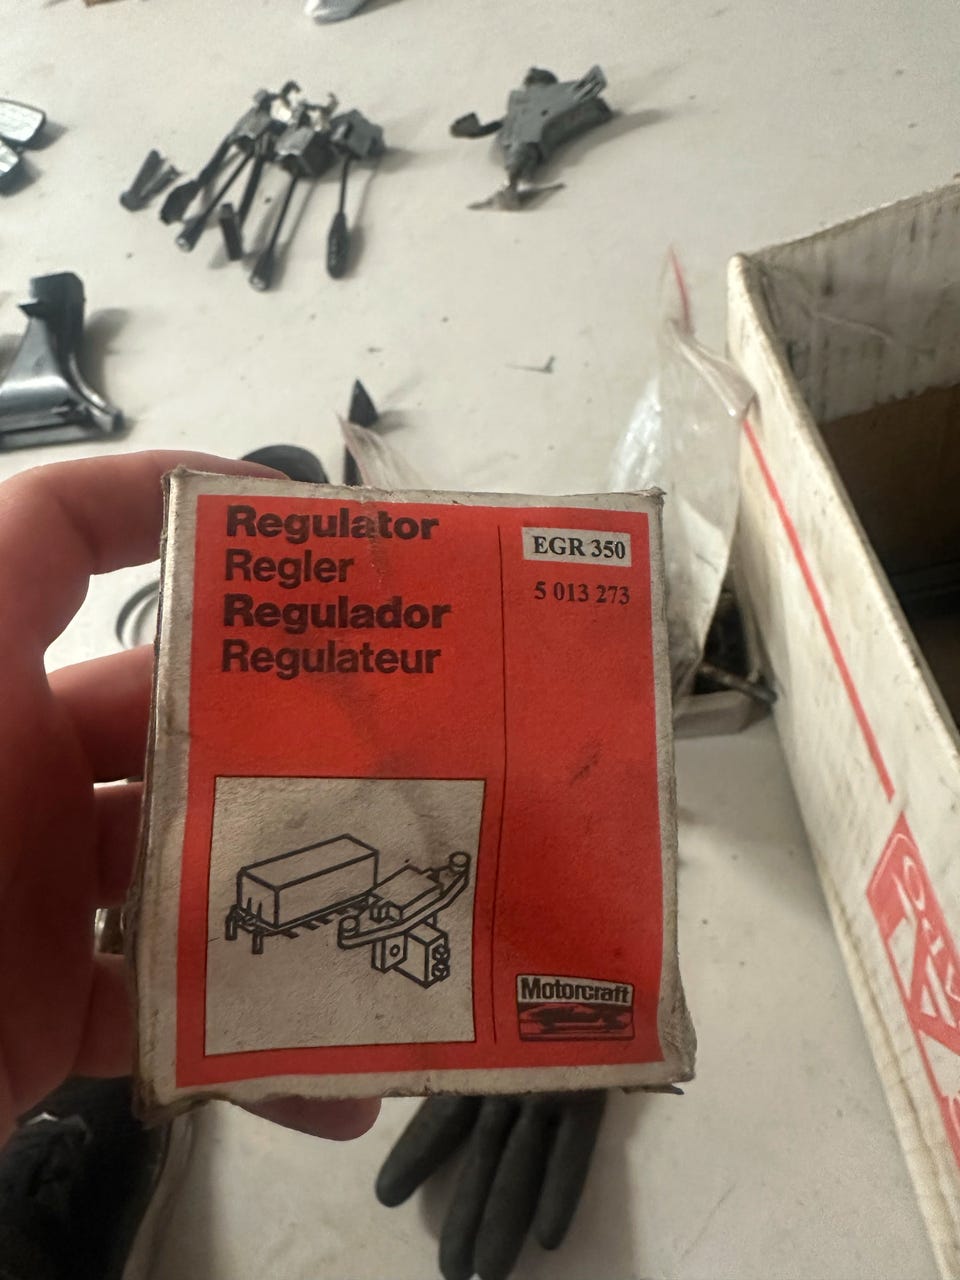 Regulator
Regler
Regulador
Regulateur
EGR 350
5 013 273
Motorcraft